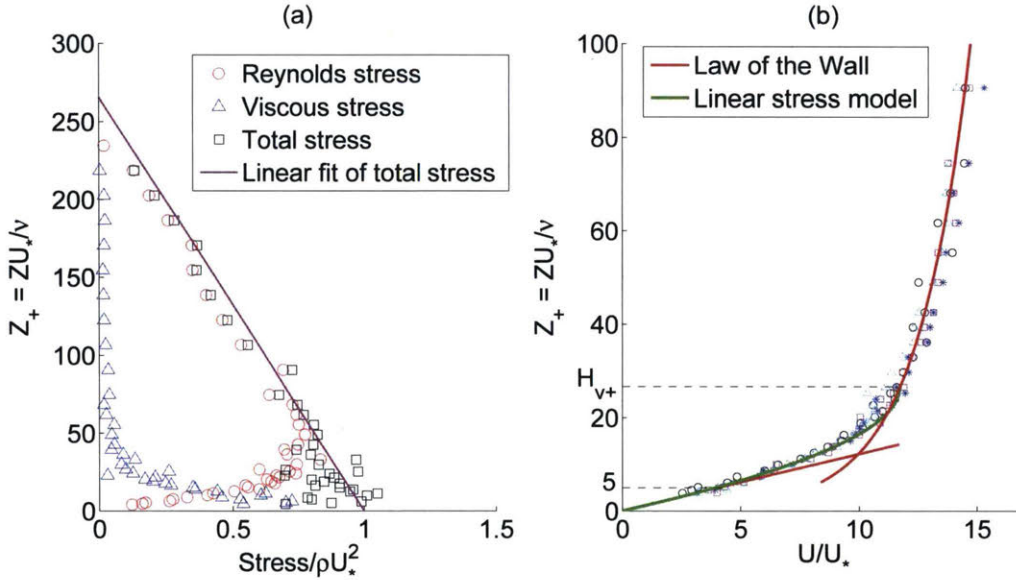 (a)
300
250
200
150
100
50
0
Z+ = ZU*/ν
0
0.5
1
1.5
Stress/ρU*²
Reynolds stress
Viscous stress
Total stress
Linear fit of total stress
(b)
100
80
60
40
Hv+
20
5
0
Z+ = ZU*/ν
0
5
10
15
U/U*
Law of the Wall
Linear stress model